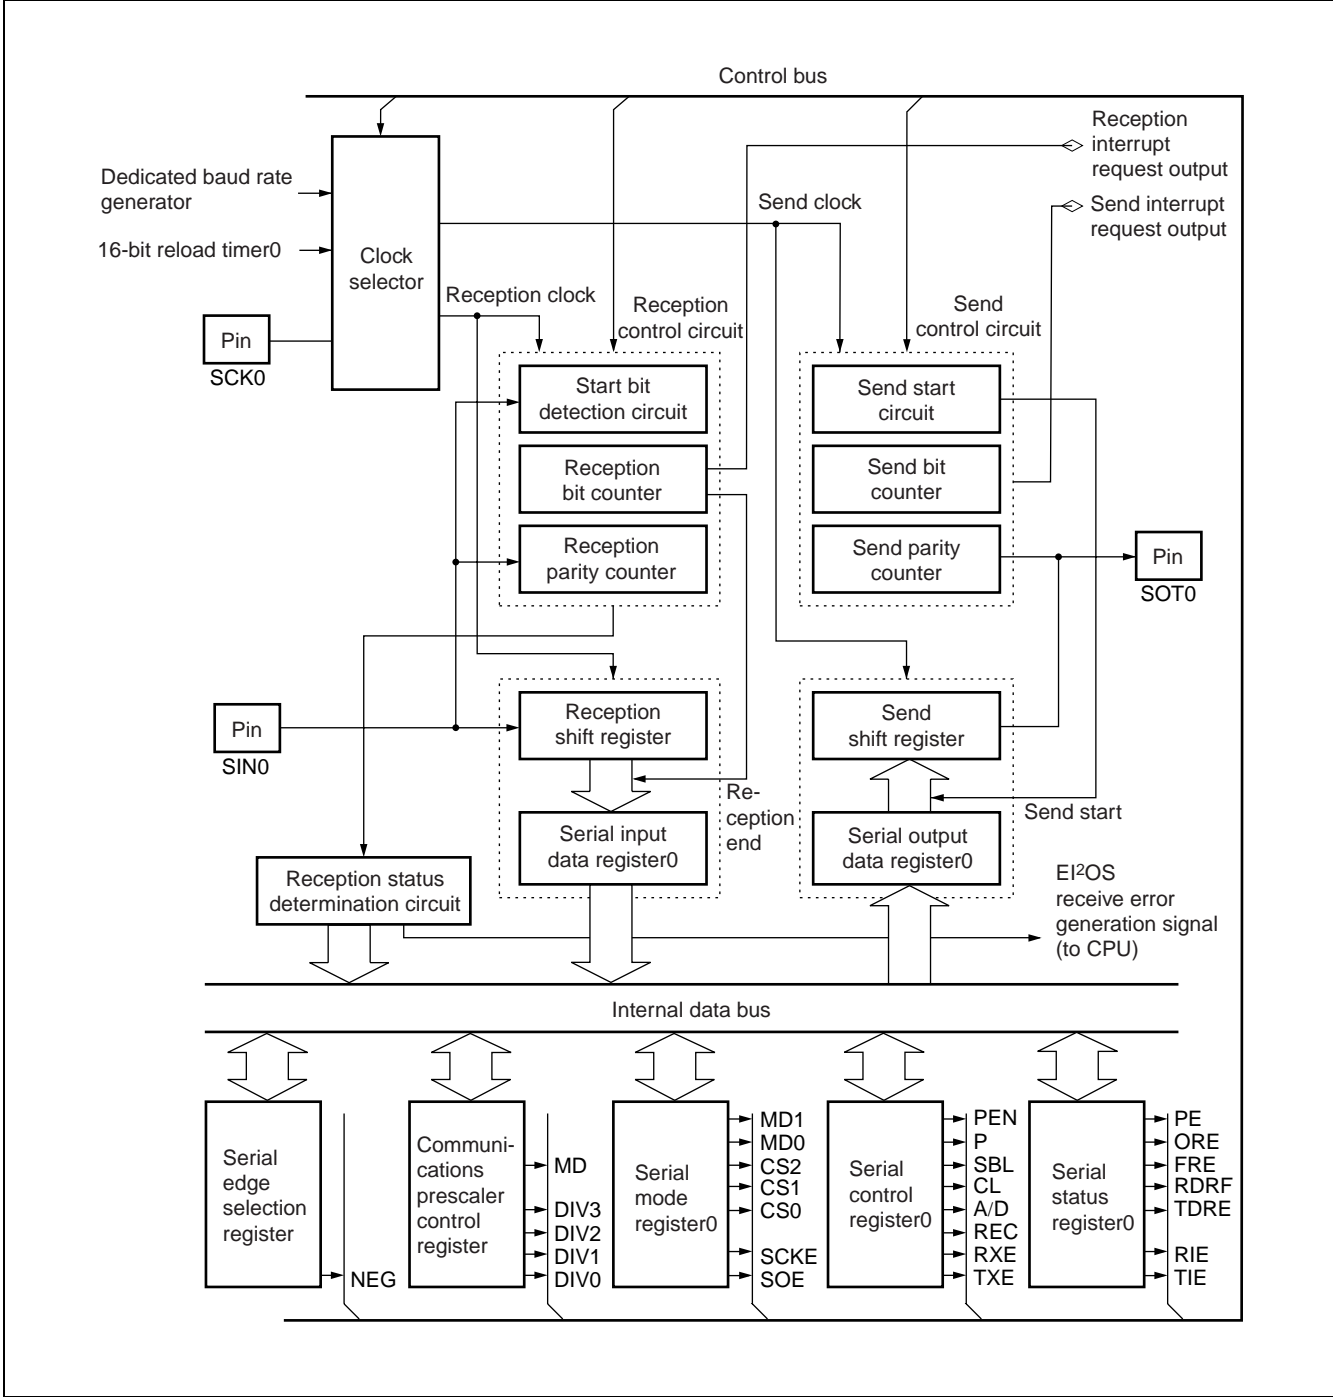 Control bus
Reception
interrupt
request output
Dedicated baud rate
generator
Send clock
Send interrupt
request output
16-bit reload timer0
Clock
selector
Reception clock
Reception
control circuit
Send
control circuit
Pin
SCK0
Start bit
detection circuit
Send start
circuit
Reception
bit counter
Send bit
counter
Reception
parity counter
Send parity
counter
Pin
SOT0
Pin
SIN0
Reception
shift register
Send
shift register
Re-
ception
end
Send start
Serial input
data register0
Serial output
data register0
Reception status
determination circuit
EI²OS
receive error
generation signal
(to CPU)
Internal data bus
Serial
edge
selection
register
NEG
Communi-
cations
prescaler
control
register
MD
DIV3
DIV2
DIV1
DIV0
Serial
mode
register0
MD1
MD0
CS2
CS1
CS0
SCKE
SOE
Serial
control
register0
PEN
P
SBL
CL
A/D
REC
RXE
TXE
Serial
status
register0
PE
ORE
FRE
RDRF
TDRE
RIE
TIE